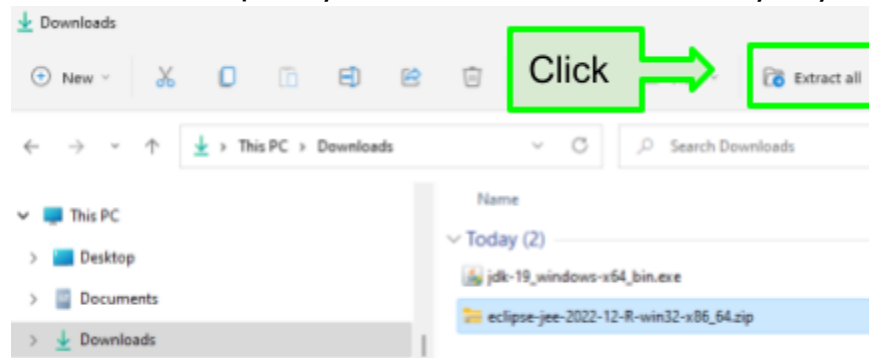 Downloads
New
Click
Extract all
This PC > Downloads
Search Downloads
This PC
Desktop
Documents
Downloads
Name
Today (2)
jdk-19_windows-x64_bin.exe
eclipse-jee-2022-12-R-win32-x86_64.zip